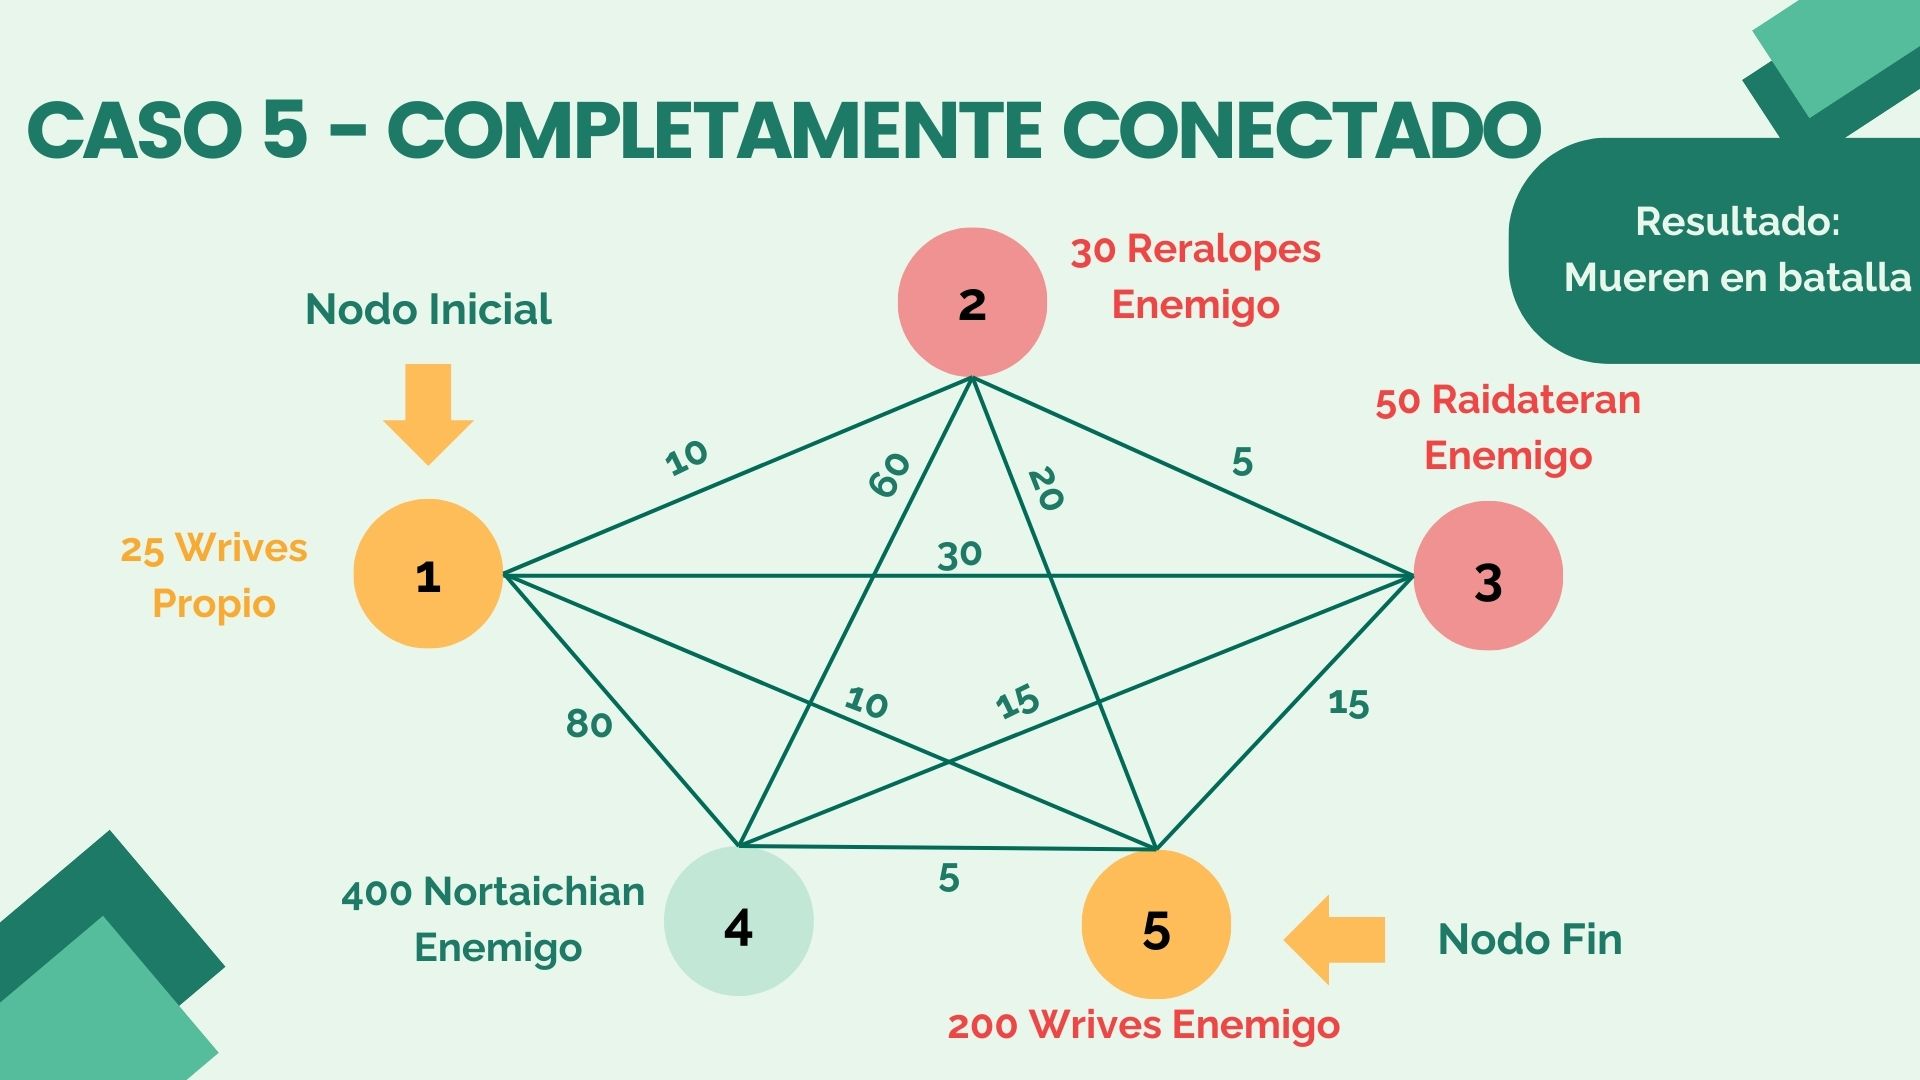 CASO 5 - COMPLETAMENTE CONECTADO
Resultado:
Mueren en batalla
Nodo Inicial
2
30 Reralopes
Enemigo
50 Raidateran
Enemigo
10
60
20
5
25 Wrives
Propio
1
30
3
80
10
15
15
400 Nortaichian
Enemigo
4
5
5
Nodo Fin
200 Wrives Enemigo